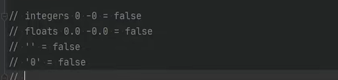 // integers 0 -0 = false
// floats 0.0 -0.0 = false
// '' = false
// '0' = false
//